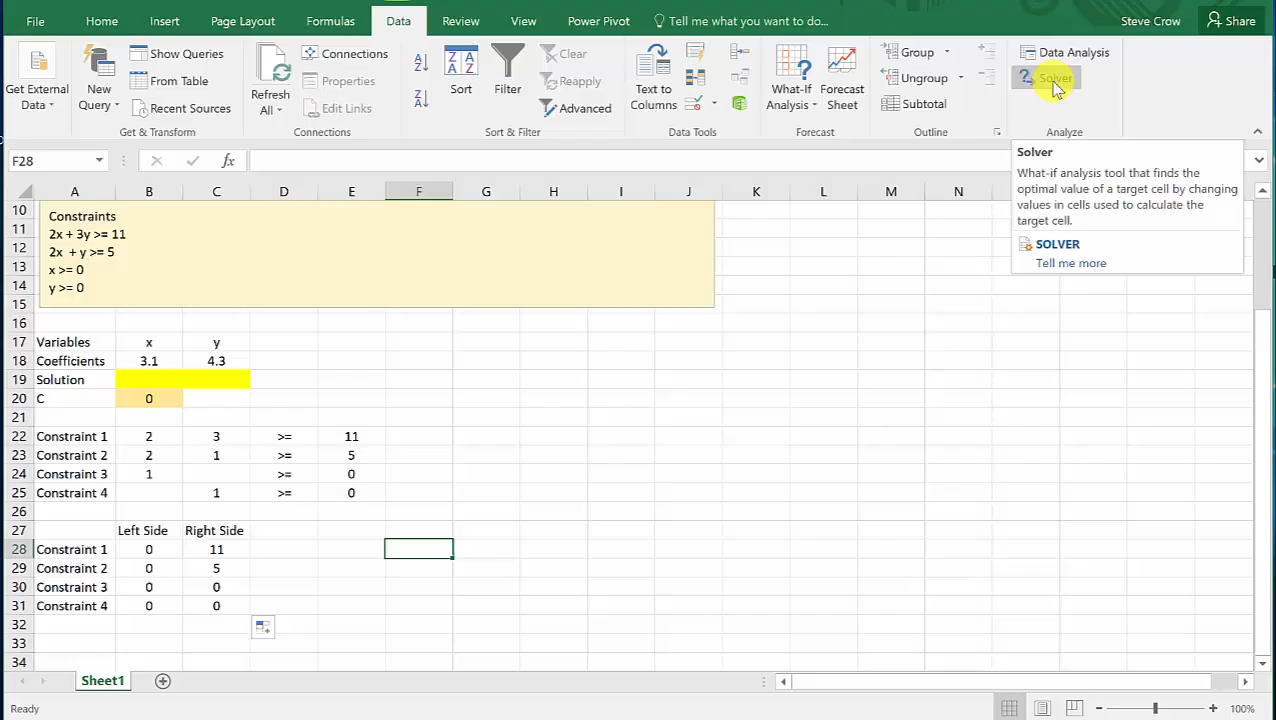 File Home Insert Page Layout Formulas Data Review View Power Pivot Tell me what you want to do... Steve Crow Share
Get External Data
New Query
Show Queries
From Table
Recent Sources
Get & Transform
Refresh All
Connections
Properties
Edit Links
Connections
Sort
Filter
Clear
Reapply
Advanced
Sort & Filter
Text to Columns
Data Tools
What-If Analysis
Forecast Sheet
Forecast
Group
Ungroup
Subtotal
Outline
Data Analysis
Solver
Analyze
F28 fx
Solver
What-if analysis tool that finds the
optimal value of a target cell by changing
values in cells used to calculate the
target cell.
SOLVER
Tell me more
A B C D E F G H I J K L M N
10 Constraints
11 2x + 3y >= 11
12 2x + y >= 5
13 x >= 0
14 y >= 0
15
16
17 Variables x y
18 Coefficients 3.1 4.3
19 Solution
20 C 0
21
22 Constraint 1 2 3 >= 11
23 Constraint 2 2 1 >= 5
24 Constraint 3 1 >= 0
25 Constraint 4 1 >= 0
26
27 Left Side Right Side
28 Constraint 1 0 11
29 Constraint 2 0 5
30 Constraint 3 0 0
31 Constraint 4 0 0
32
33
34
Sheet1
Ready 100%